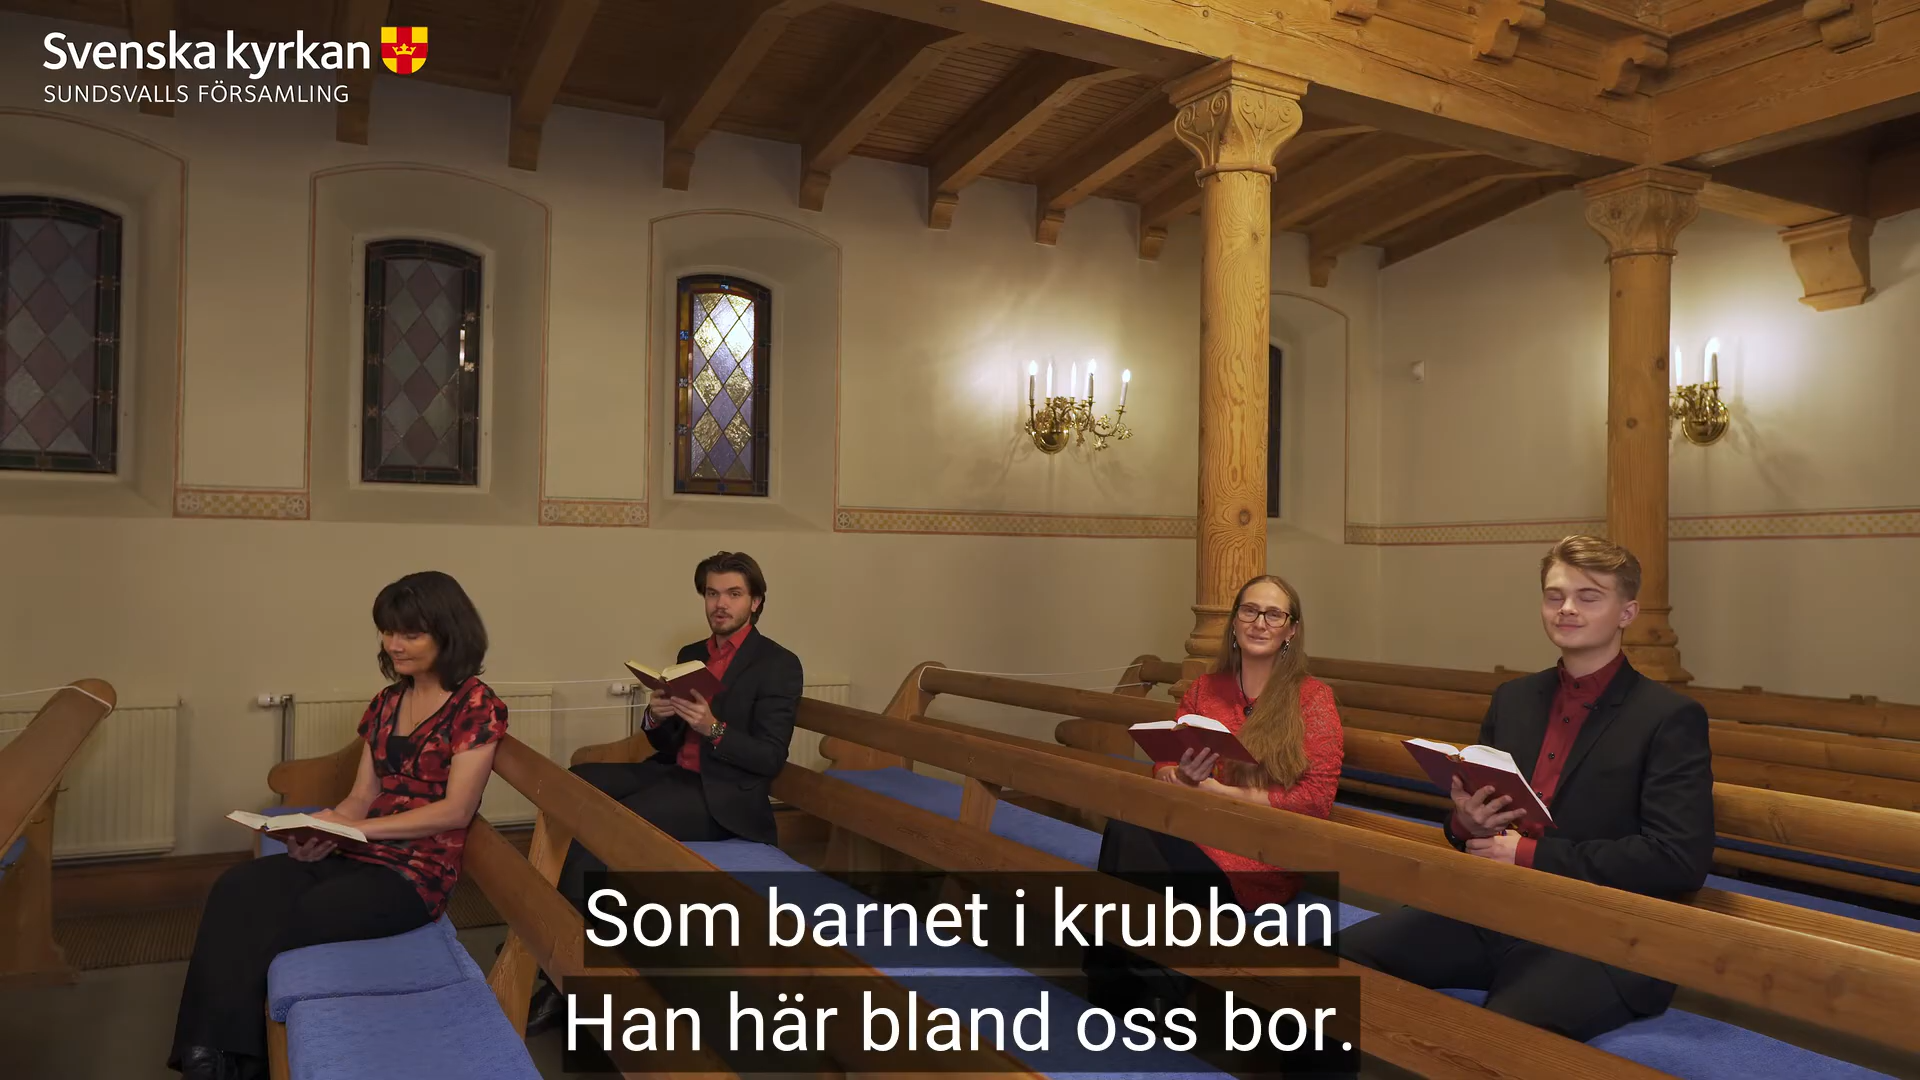 Svenska kyrkan
SUNDSVALLS FÖRSAMLING
Som barnet i krubban
Han här bland oss bor.